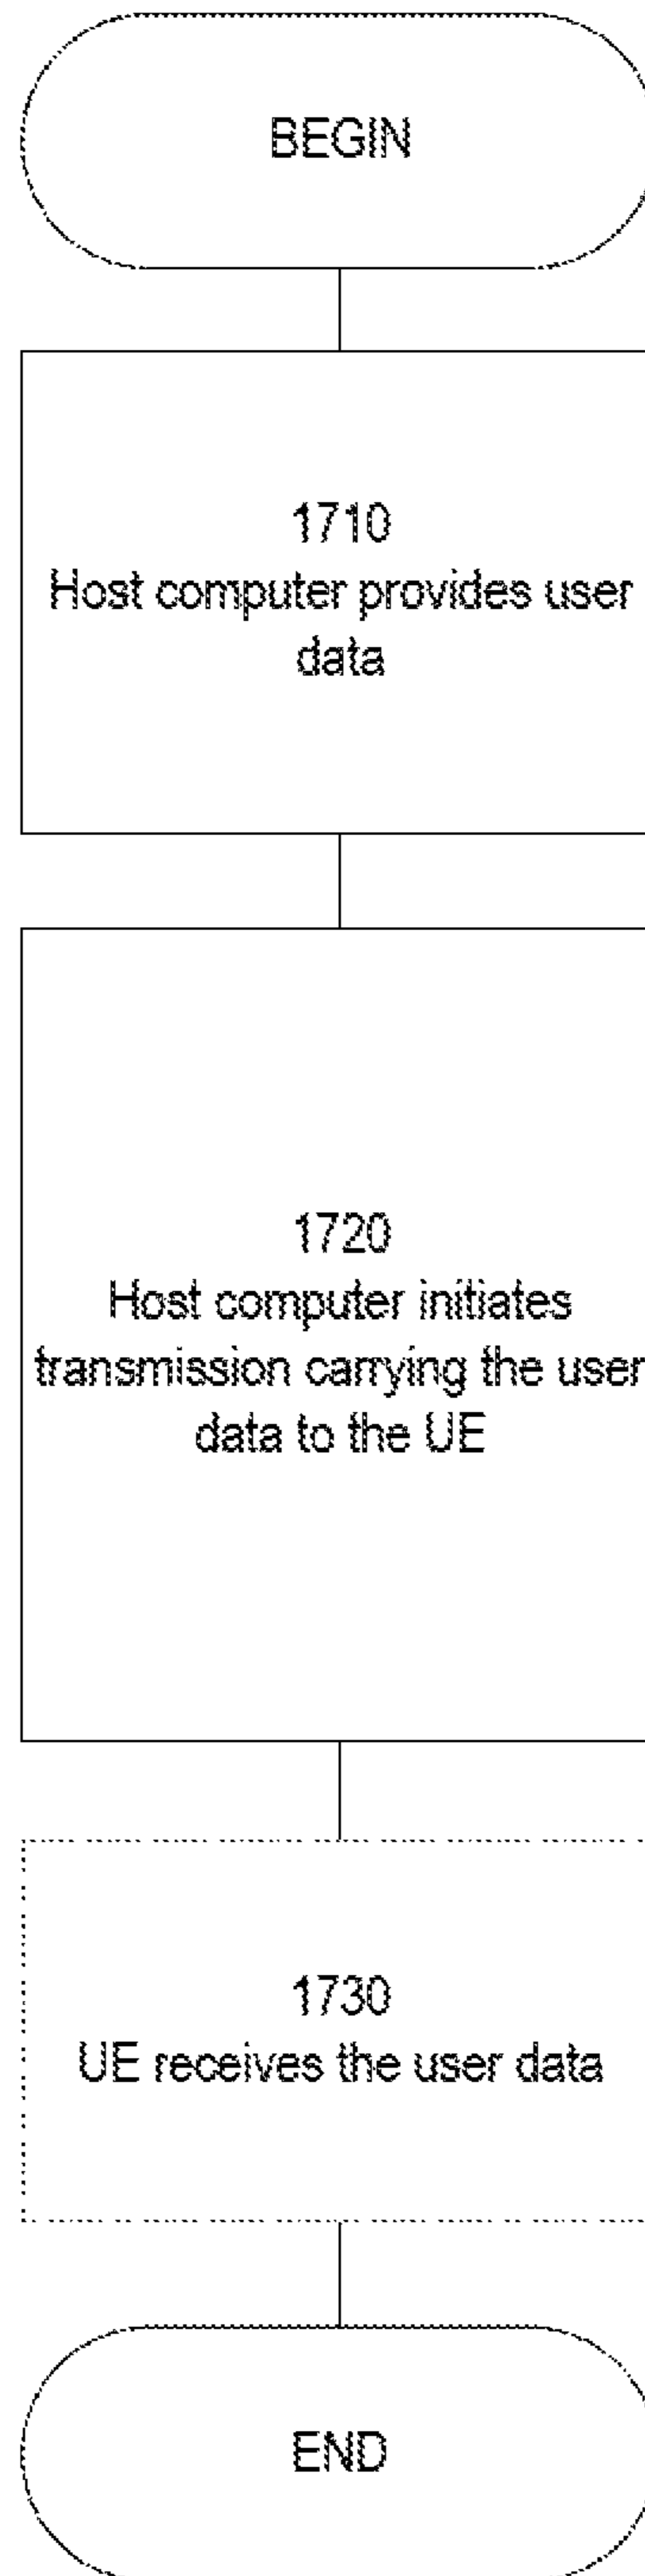 BEGIN
1710
Host computer provides user
data
1720
Host computer initiates
transmission carrying the user
data to the UE
1730
UE receives the user data
END